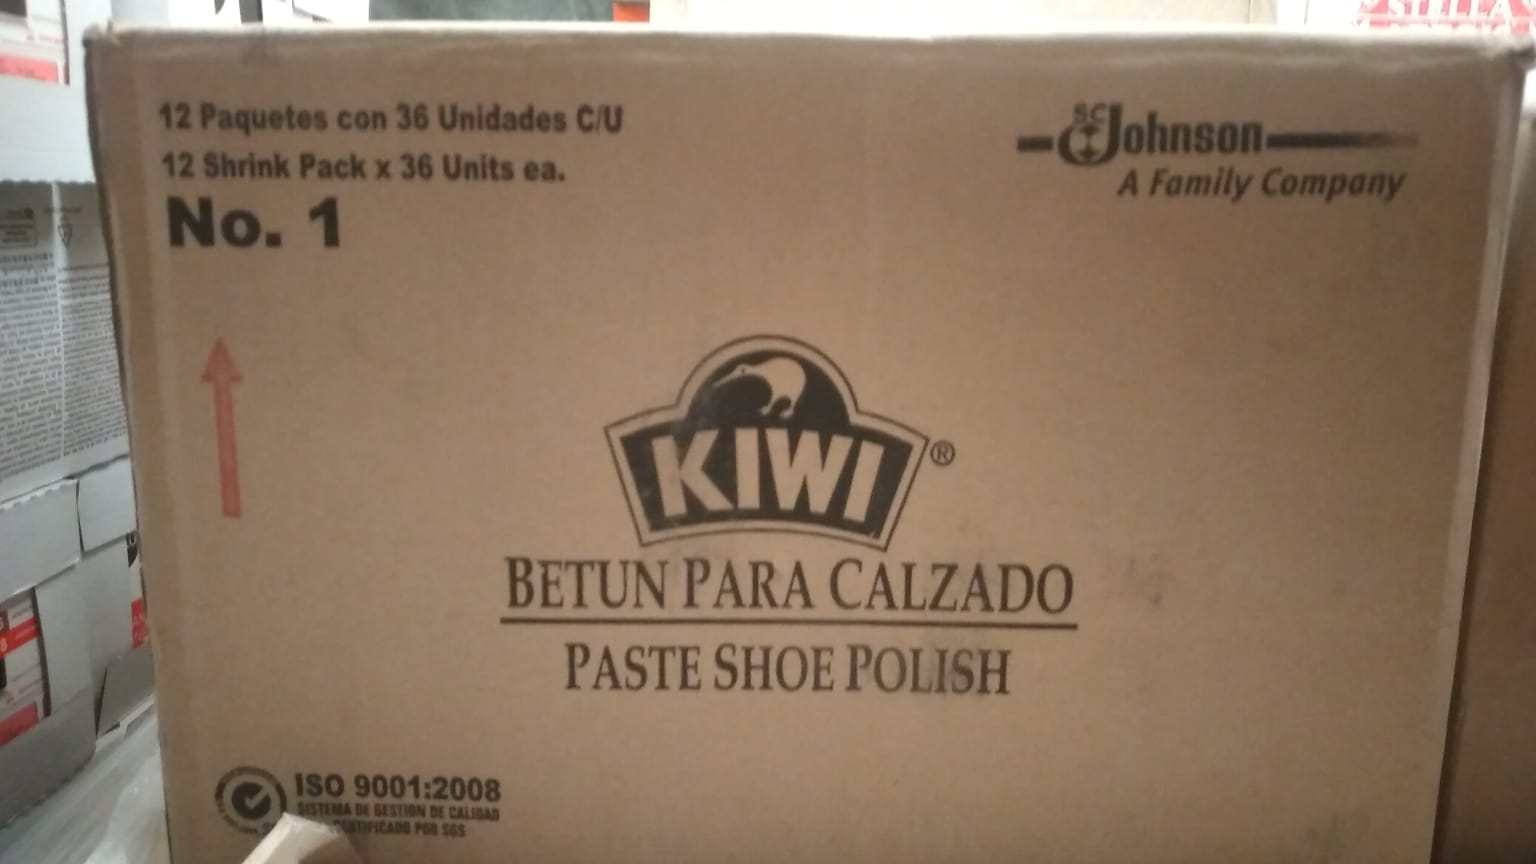 12 Paquetes con 36 Unidades C/U
12 Shrink Pack x 36 Units ea.
No. 1
SC Johnson
A Family Company
KIWI ®
BETUN PARA CALZADO
PASTE SHOE POLISH
ISO 9001:2008
SISTEMA DE GESTION DE CALIDAD
CERTIFICADO POR SGS
STELLA